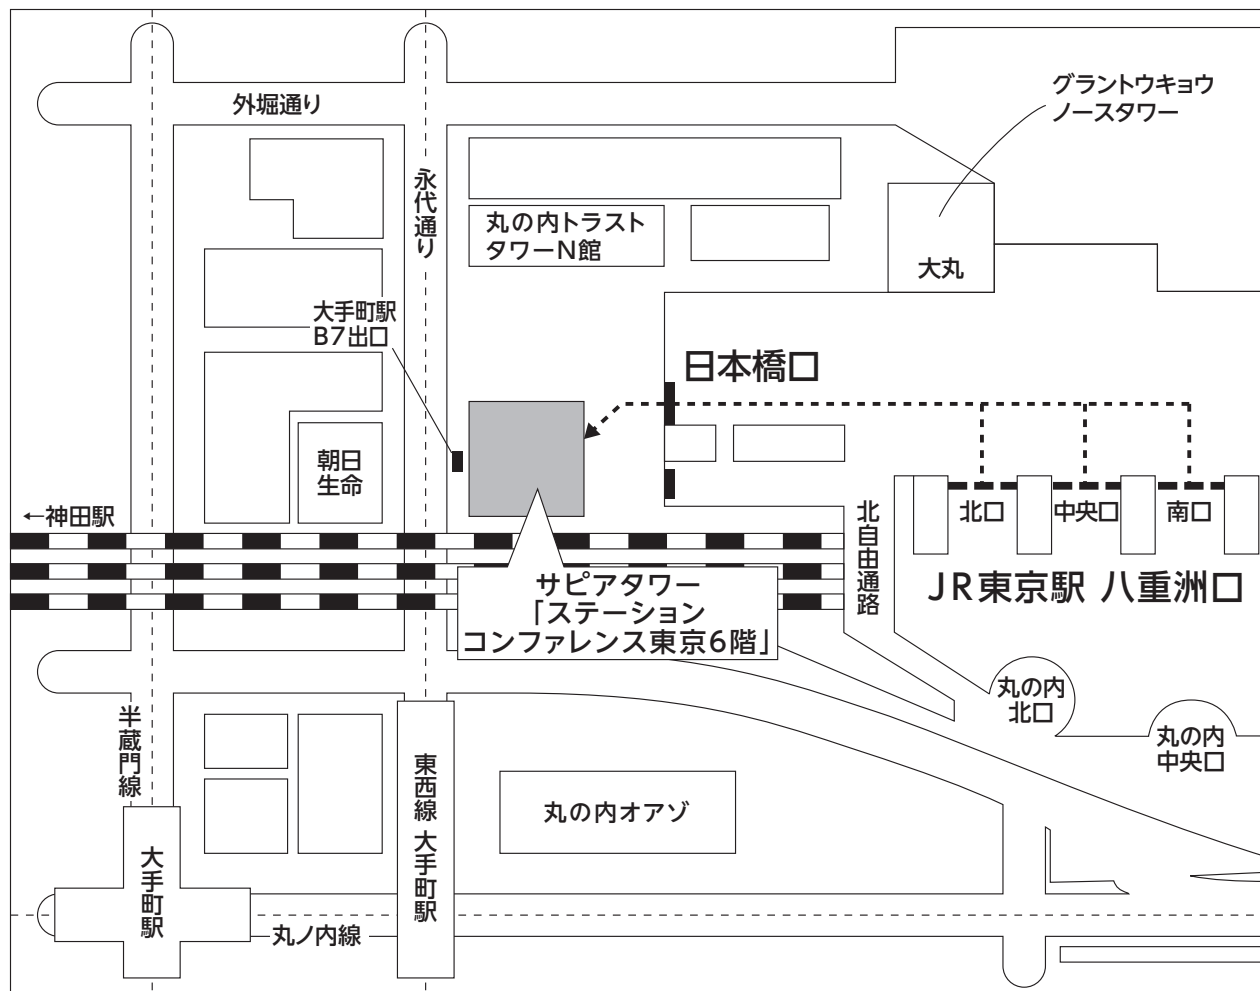 外堀通り
グラントウキョウ
ノースタワー
永代通り
丸の内トラスト
タワーN館
大丸
大手町駅
B7出口
日本橋口
朝日
生命
←神田駅
北自由通路
北口
中央口
南口
JR東京駅 八重洲口
サピアタワー
「ステーション
コンファレンス東京6階」
丸の内
北口
丸の内
中央口
半蔵門線
東西線 大手町駅
丸の内オアゾ
大手町駅
丸ノ内線